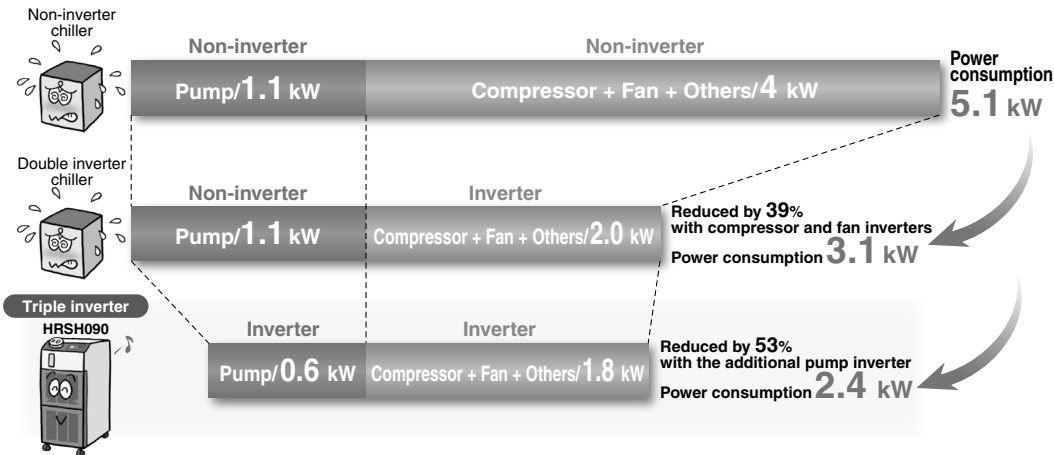 Non-inverter
chiller
Non-inverter
Non-inverter
Pump/1.1 kW
Compressor + Fan + Others/4 kW
Power
consumption
5.1 kW
Double inverter
chiller
Non-inverter
Inverter
Pump/1.1 kW
Compressor + Fan + Others/2.0 kW
Reduced by 39%
with compressor and fan inverters
Power consumption 3.1 kW
Triple inverter
HRSH090
Inverter
Inverter
Pump/0.6 kW
Compressor + Fan + Others/1.8 kW
Reduced by 53%
with the additional pump inverter
Power consumption 2.4 kW